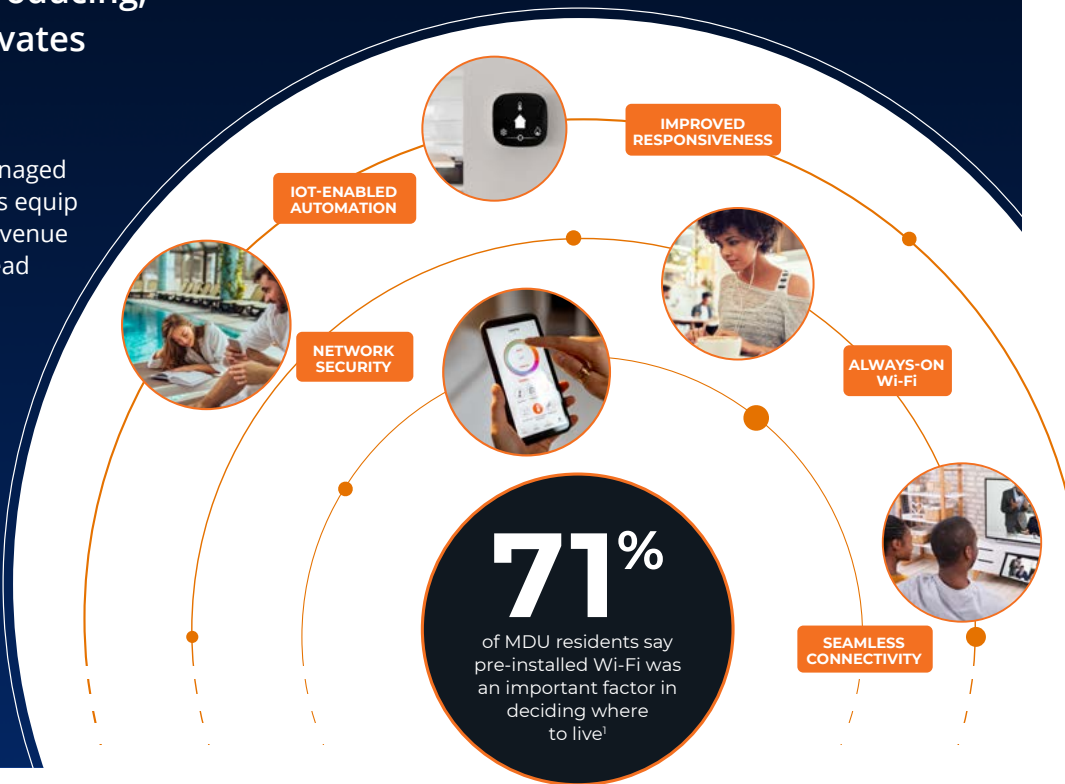 vates
naged
s equip
venue
ad
IMPROVED
RESPONSIVENESS
IOT-ENABLED
AUTOMATION
NETWORK
SECURITY
ALWAYS-ON
Wi-Fi
71%
of MDU residents say
pre-installed Wi-Fi was
an important factor in
deciding where
to live¹
SEAMLESS
CONNECTIVITY